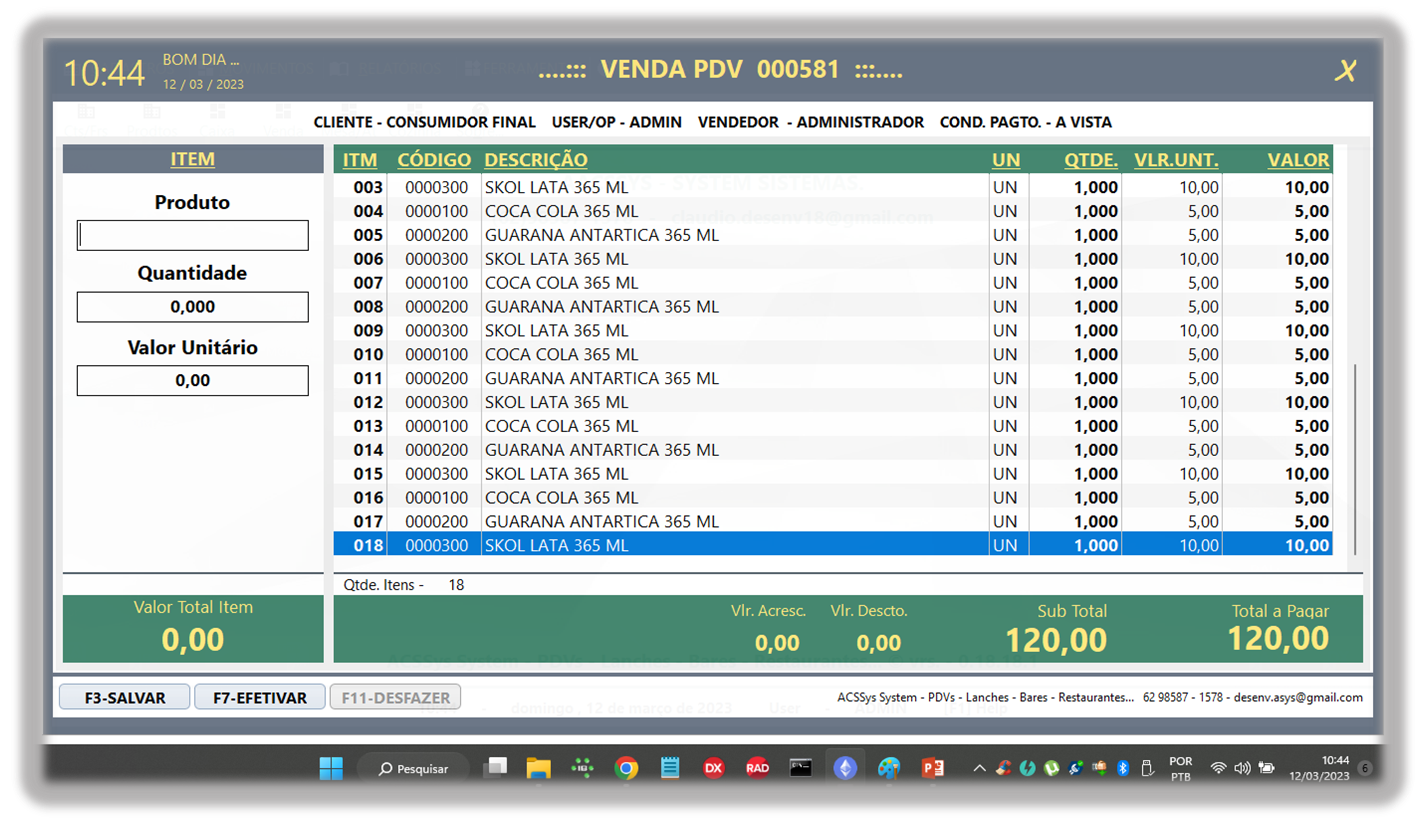 10:44
BOM DIA ...
12 / 03 / 2023
....::: VENDA PDV 000581 :::....
X
CLIENTE - CONSUMIDOR FINAL USER/OP - ADMIN VENDEDOR - ADMINISTRADOR COND. PAGTO. - A VISTA
ITEM
Produto
Quantidade
0,000
Valor Unitário
0,00
ITM CÓDIGO DESCRIÇÃO UN QTDE. VLR.UNT. VALOR
003 0000300 SKOL LATA 365 ML UN 1,000 10,00 10,00
004 0000100 COCA COLA 365 ML UN 1,000 5,00 5,00
005 0000200 GUARANA ANTARTICA 365 ML UN 1,000 5,00 5,00
006 0000300 SKOL LATA 365 ML UN 1,000 10,00 10,00
007 0000100 COCA COLA 365 ML UN 1,000 5,00 5,00
008 0000200 GUARANA ANTARTICA 365 ML UN 1,000 5,00 5,00
009 0000300 SKOL LATA 365 ML UN 1,000 10,00 10,00
010 0000100 COCA COLA 365 ML UN 1,000 5,00 5,00
011 0000200 GUARANA ANTARTICA 365 ML UN 1,000 5,00 5,00
012 0000300 SKOL LATA 365 ML UN 1,000 10,00 10,00
013 0000100 COCA COLA 365 ML UN 1,000 5,00 5,00
014 0000200 GUARANA ANTARTICA 365 ML UN 1,000 5,00 5,00
015 0000300 SKOL LATA 365 ML UN 1,000 10,00 10,00
016 0000100 COCA COLA 365 ML UN 1,000 5,00 5,00
017 0000200 GUARANA ANTARTICA 365 ML UN 1,000 5,00 5,00
018 0000300 SKOL LATA 365 ML UN 1,000 10,00 10,00
Qtde. Itens - 18
Valor Total Item
0,00
Vlr. Acresc. Vlr. Descto. Sub Total Total a Pagar
0,00 0,00 120,00 120,00
F3-SALVAR F7-EFETIVAR F11-DESFAZER
ACSSys System - PDVs - Lanches - Bares - Restaurantes... 62 98587 - 1578 - desenv.asys@gmail.com
domingo , 12 de março de 2023 User - ADMIN [F1] Help
Pesquisar
DX
RAD
POR
PTB
10:44
12/03/2023
6